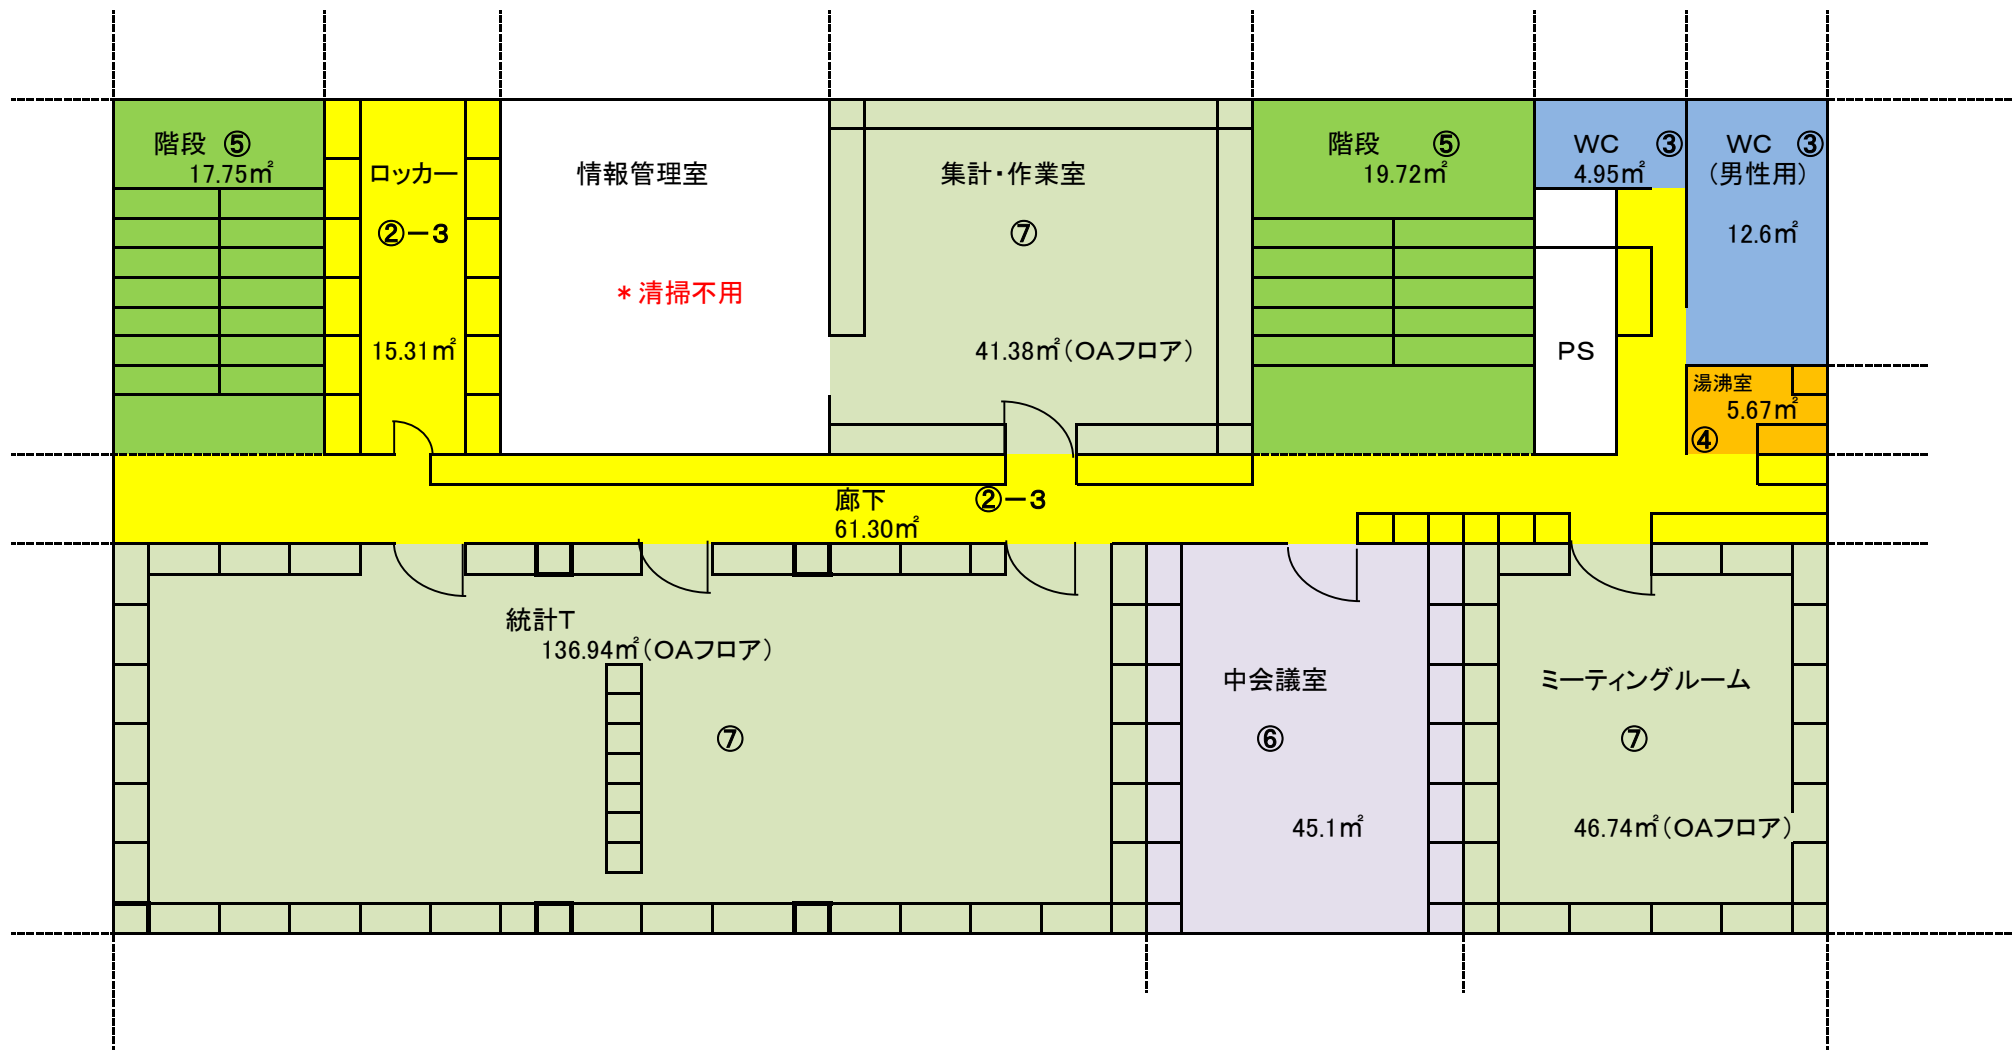 階段 ⑤
17.75㎡
ロッカー
②－3
15.31㎡
情報管理室
＊清掃不用
集計・作業室
⑦
41.38㎡（OAフロア）
階段 ⑤
19.72㎡
WC ③
4.95㎡
WC ③
（男性用）
12.6㎡
PS
湯沸室
5.67㎡
④
廊下 ②－3
61.30㎡
統計T
136.94㎡（OAフロア）
⑦
中会議室
⑥
45.1㎡
ミーティングルーム
⑦
46.74㎡（OAフロア）